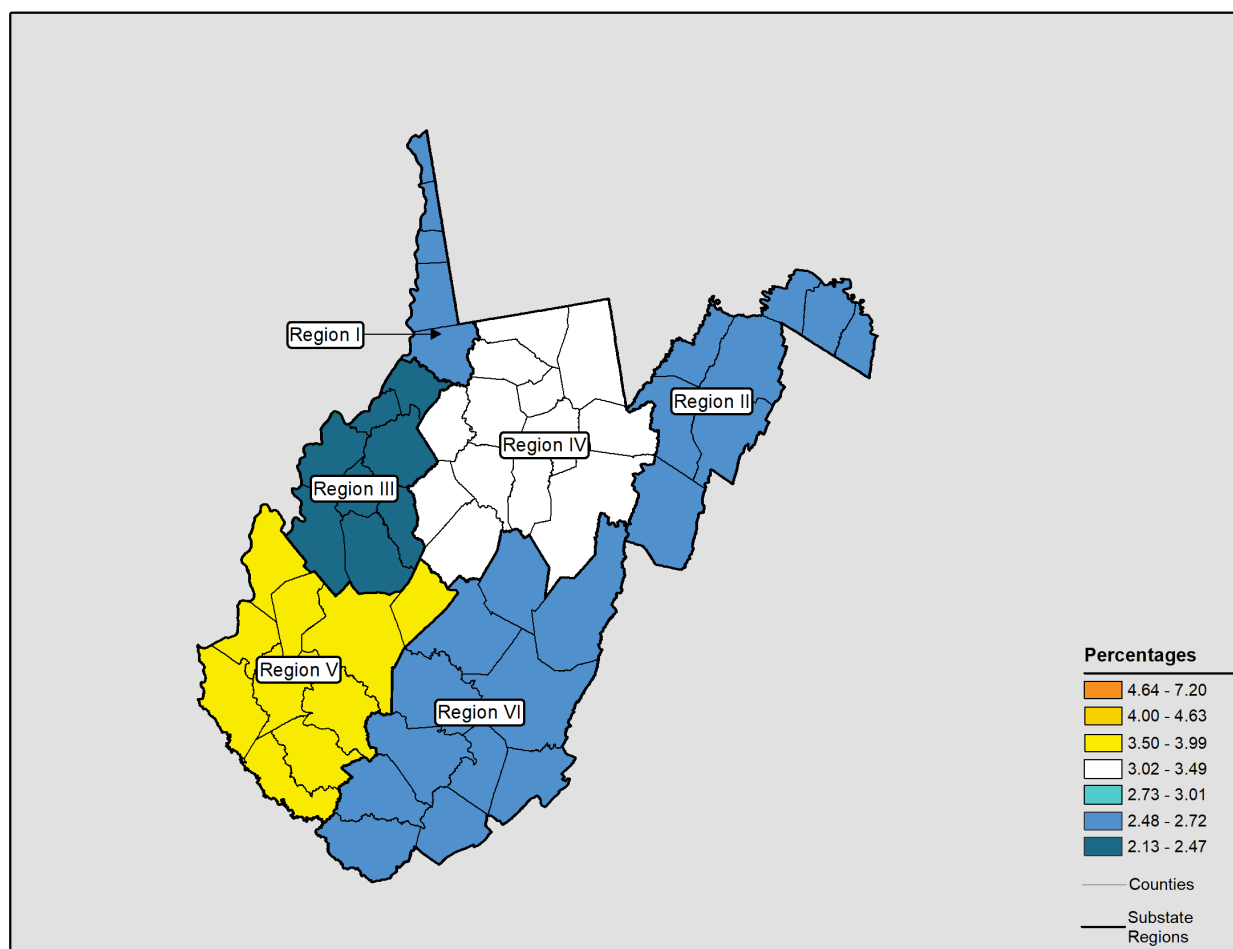 Region I
Region II
Region IV
Region III
Region V
Region VI
Percentages
4.64 - 7.20
4.00 - 4.63
3.50 - 3.99
3.02 - 3.49
2.73 - 3.01
2.48 - 2.72
2.13 - 2.47
Counties
Substate
Regions